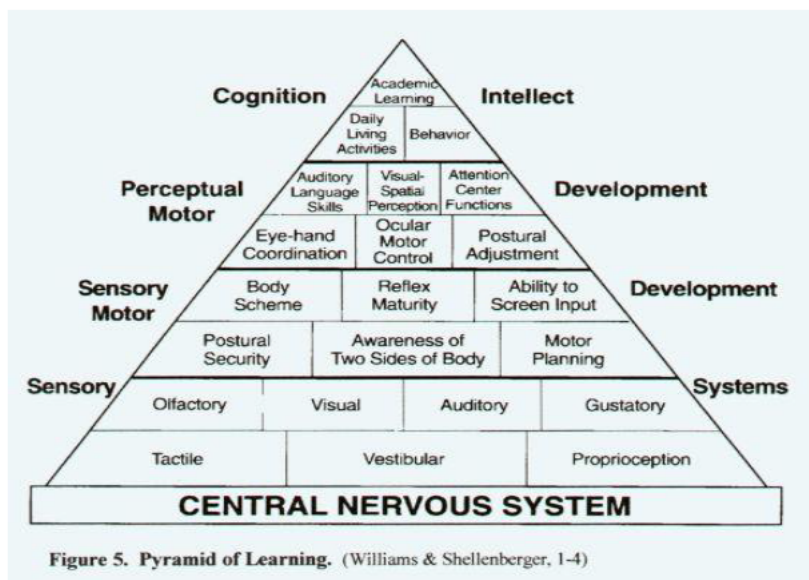 Cognition
Intellect
Academic
Learning
Daily
Living
Activities
Behavior
Perceptual
Motor
Development
Auditory
Language
Skills
Visual-
Spatial
Perception
Attention
Center
Functions
Eye-hand
Coordination
Ocular
Motor
Control
Postural
Adjustment
Sensory
Motor
Development
Body
Scheme
Reflex
Maturity
Ability to
Screen Input
Postural
Security
Awareness of
Two Sides of Body
Motor
Planning
Sensory
Systems
Olfactory
Visual
Auditory
Gustatory
Tactile
Vestibular
Proprioception
CENTRAL NERVOUS SYSTEM
Figure 5. Pyramid of Learning. (Williams & Shellenberger, 1-4)